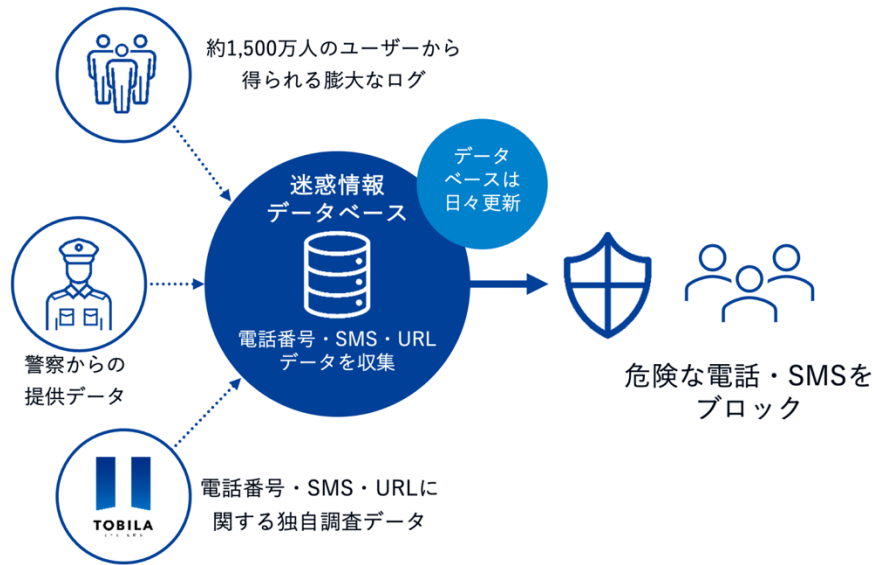 約1,500万人のユーザーから
得られる膨大なログ
データ
ベースは
日々更新
迷惑情報
データベース
電話番号・SMS・URL
データを収集
警察からの
提供データ
危険な電話・SMSを
ブロック
TOBILA
電話番号・SMS・URLに
関する独自調査データ